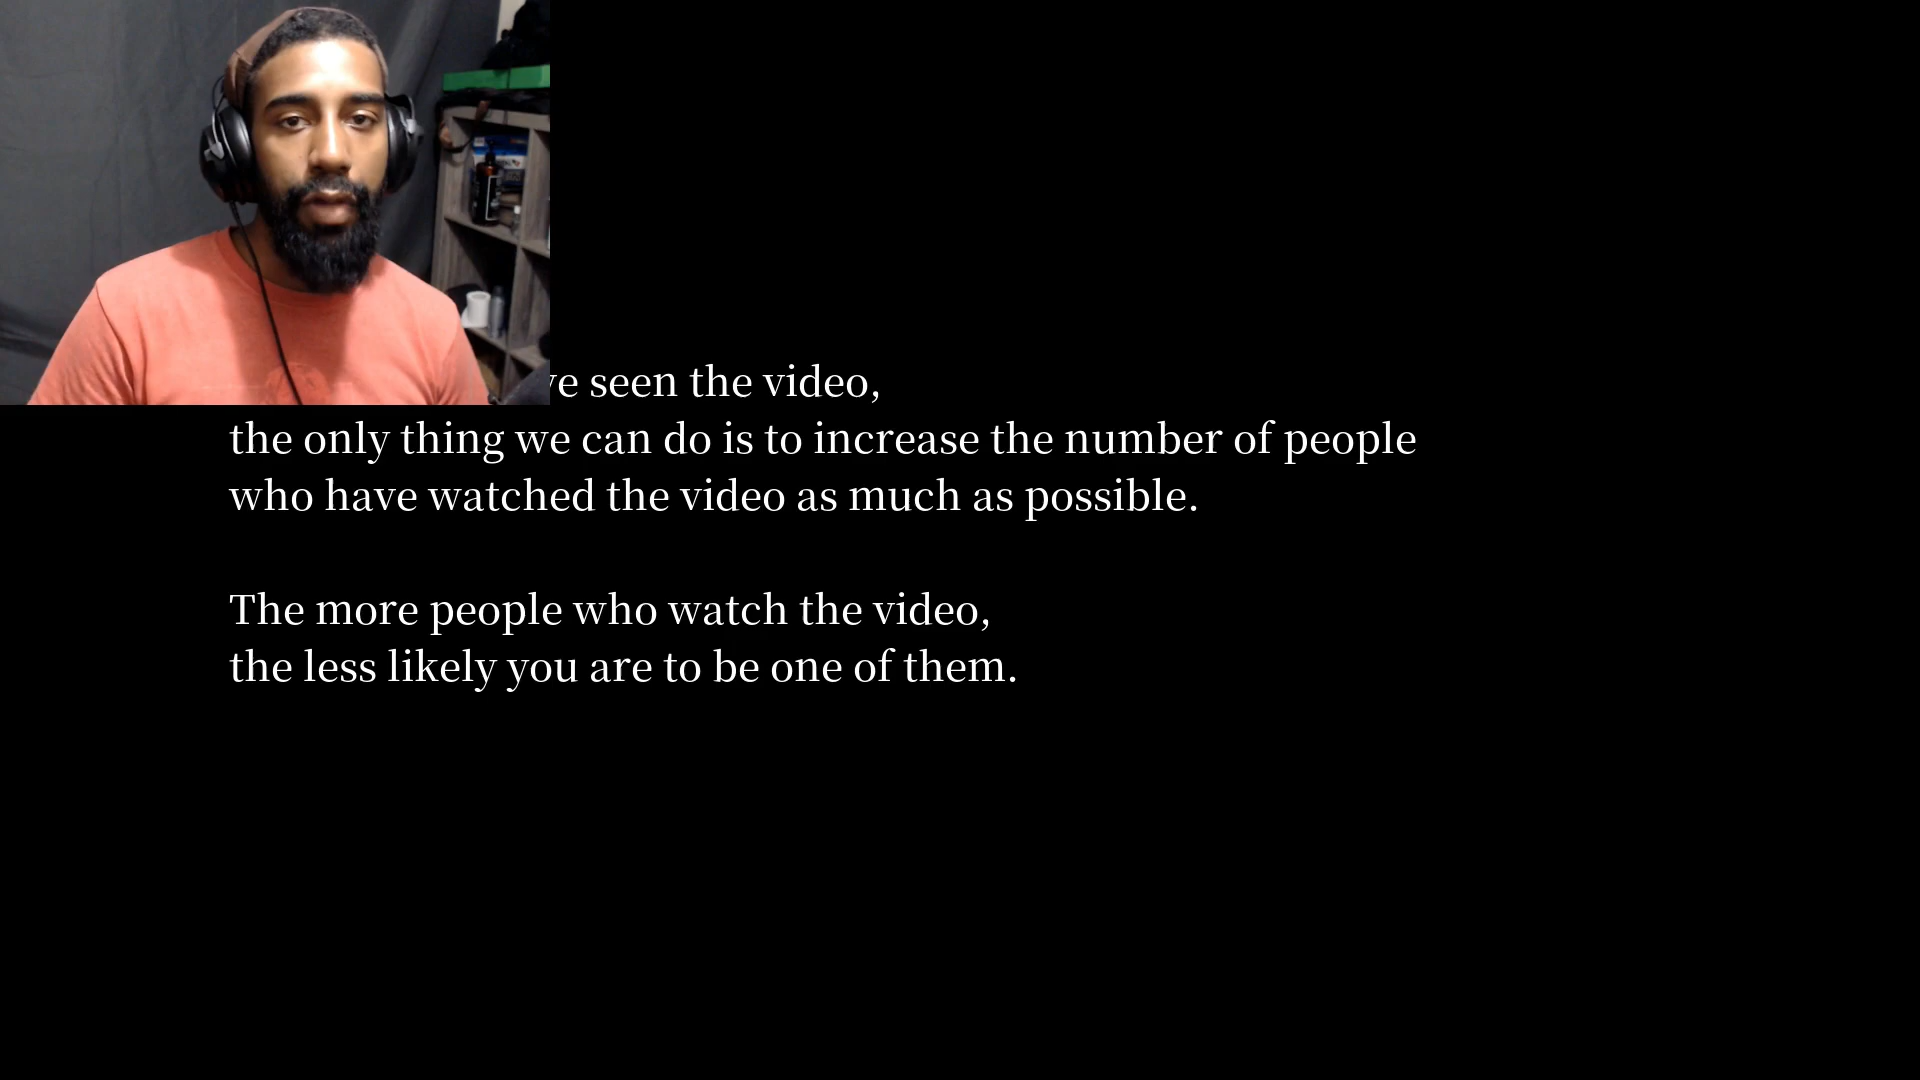 seen the video,
the only thing we can do is to increase the number of people
who have watched the video as much as possible.
The more people who watch the video,
the less likely you are to be one of them.